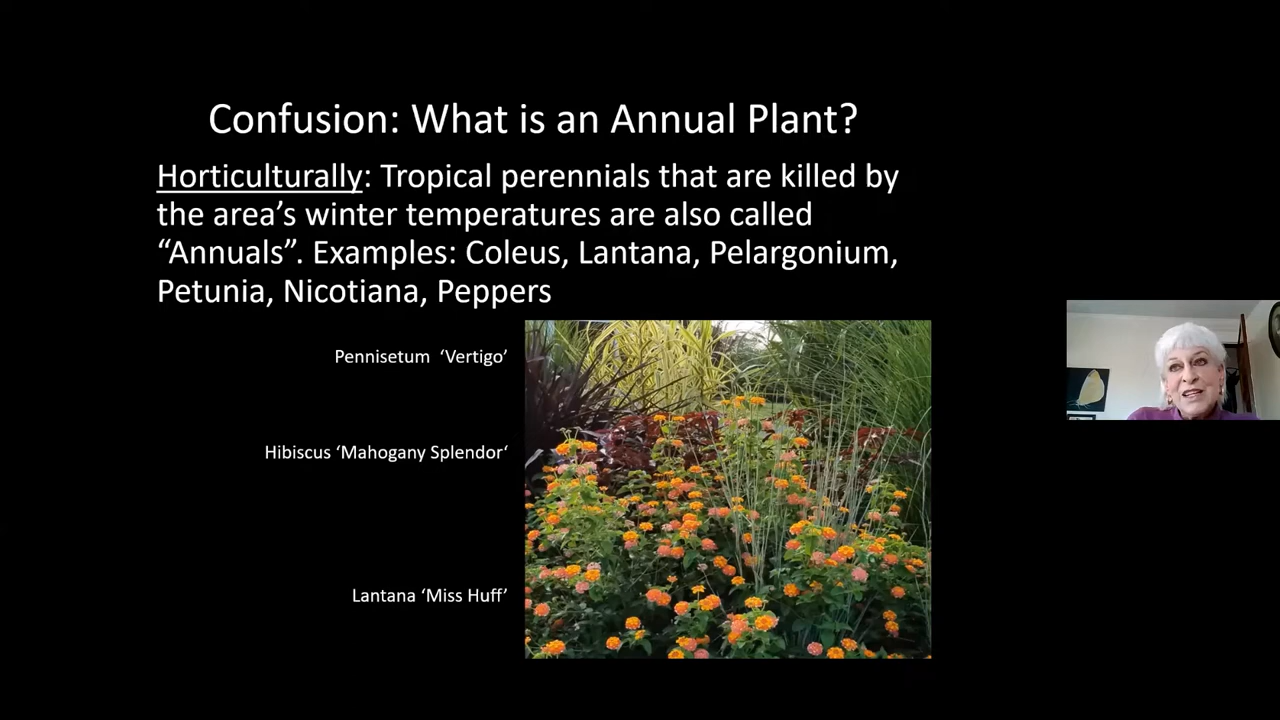 Confusion: What is an Annual Plant?
Horticulturally: Tropical perennials that are killed by
the area’s winter temperatures are also called
“Annuals”. Examples: Coleus, Lantana, Pelargonium,
Petunia, Nicotiana, Peppers
Pennisetum ‘Vertigo’
Hibiscus ‘Mahogany Splendor‘
Lantana ‘Miss Huff’